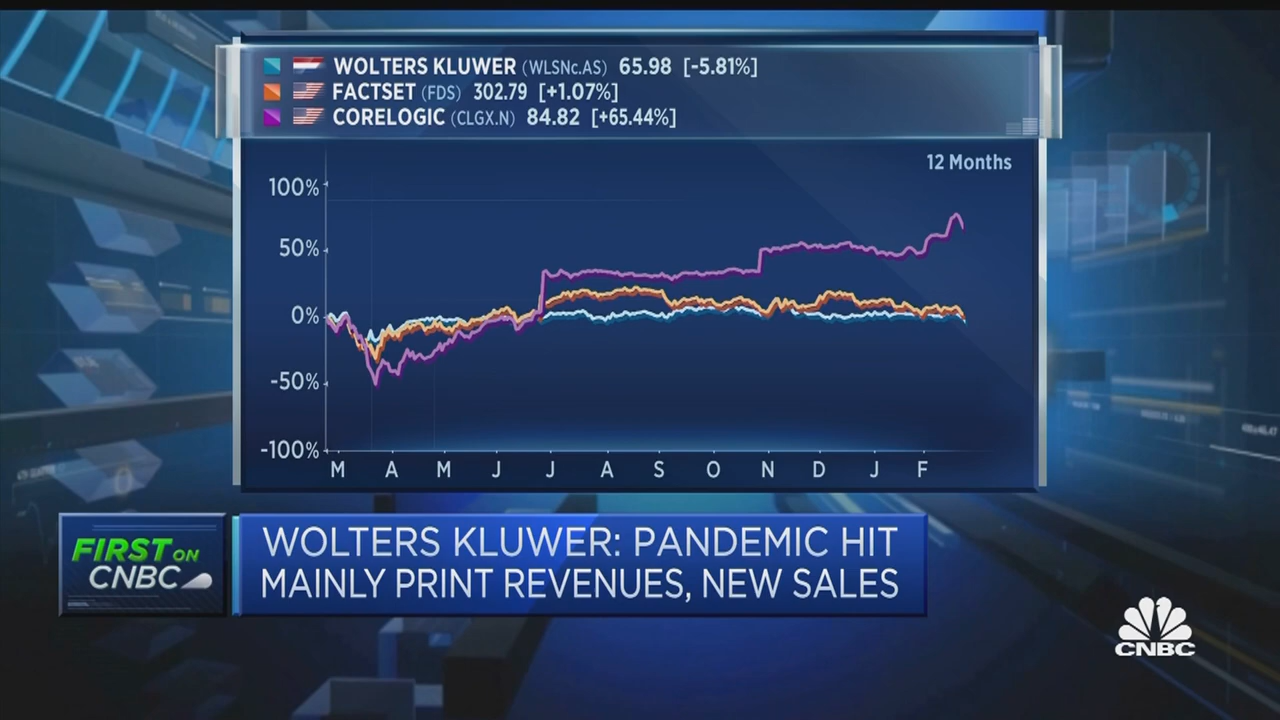 WOLTERS KLUWER (WLSNc.AS) 65.98 [-5.81%]
FACTSET (FDS) 302.79 [+1.07%]
CORELOGIC (CLGX.N) 84.82 [+65.44%]
12 Months
100%
50%
0%
-50%
-100%
M A M J J A S O N D J F
FIRST ON
CNBC
WOLTERS KLUWER: PANDEMIC HIT
MAINLY PRINT REVENUES, NEW SALES
CNBC